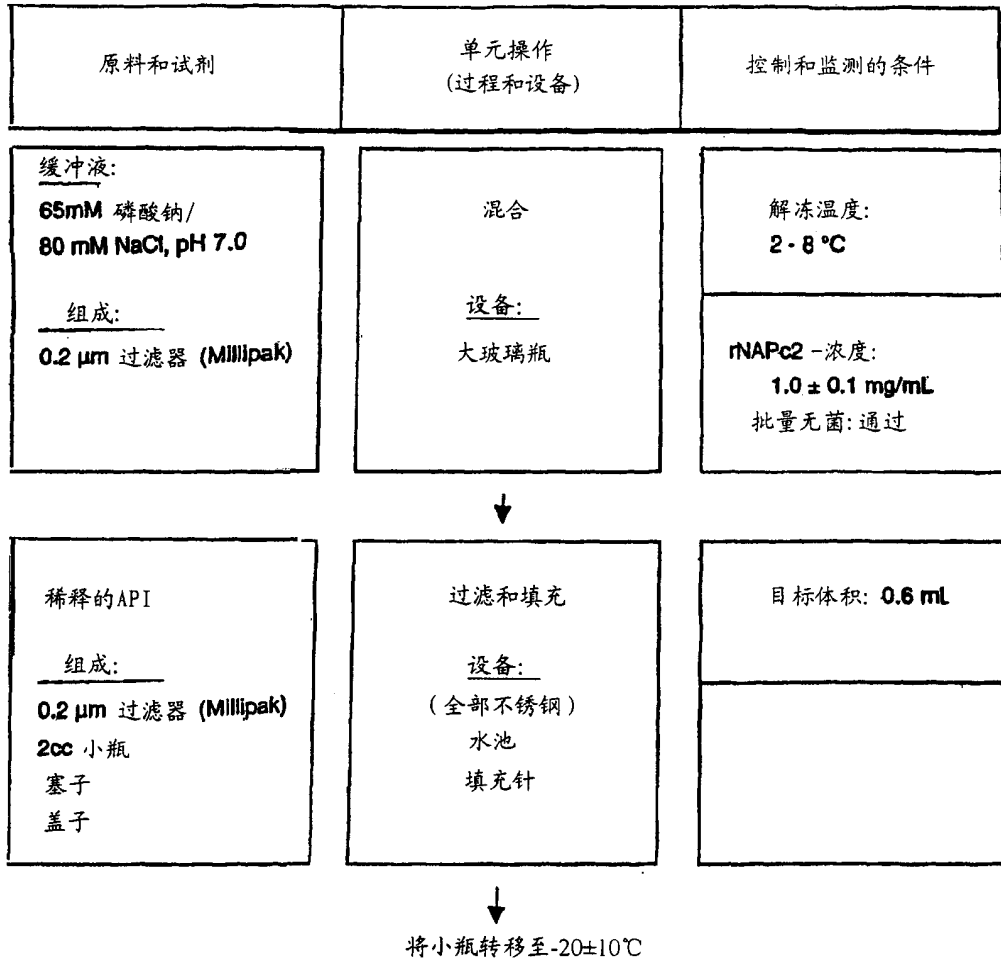 原料和试剂
单元操作
(过程和设备)
控制和监测的条件
缓冲液:
65mM 磷酸钠/
80 mM NaCl, pH 7.0
组成:
0.2 µm 过滤器 (Millipak)
混合
设备:
大玻璃瓶
解冻温度:
2 - 8 °C
rNAPc2 -浓度:
1.0 ± 0.1 mg/mL
批量无菌: 通过
稀释的API
组成:
0.2 µm 过滤器 (Millipak)
2cc 小瓶
塞子
盖子
过滤和填充
设备:
(全部不锈钢)
水池
填充针
目标体积: 0.6 mL
将小瓶转移至-20±10℃